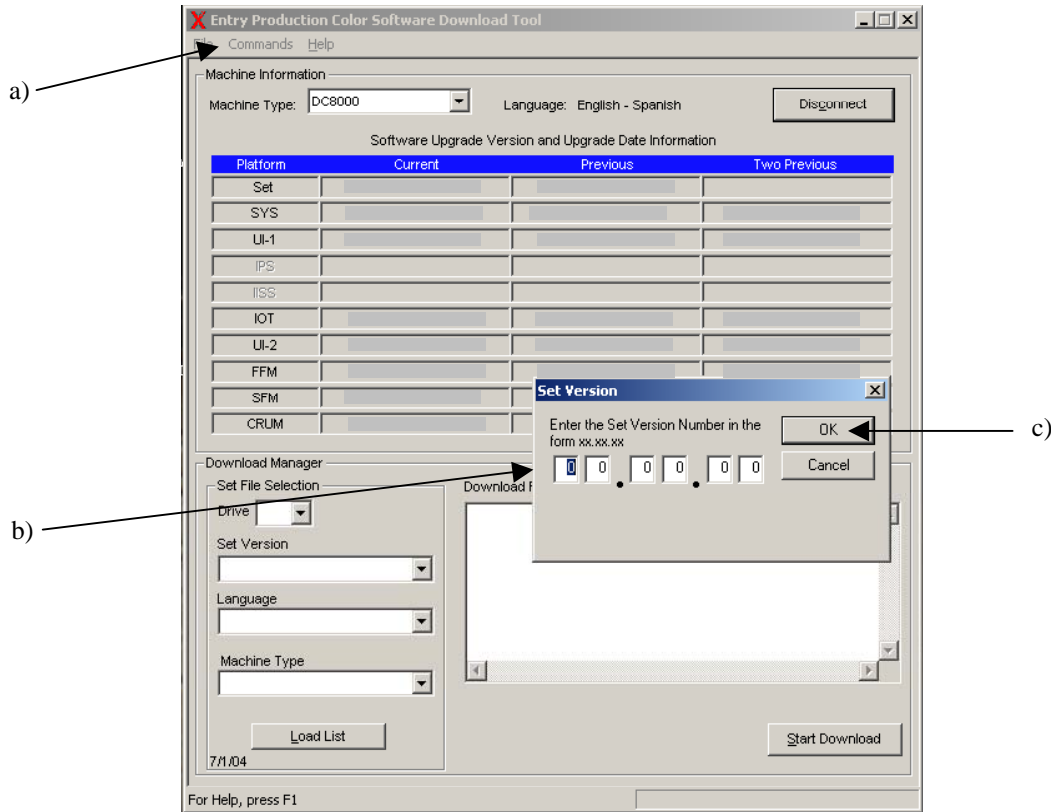 Entry Production Color Software Download Tool
File Commands Help
a)
Machine Information
Machine Type: DC8000 Language: English - Spanish Disconnect
Software Upgrade Version and Upgrade Date Information
Platform Current Previous Two Previous
Set
SYS
UI-1
IPS
IISS
IOT
UI-2
FFM
SFM
CRUM
Set Version
Enter the Set Version Number in the
form xx.xx.xx
OK
c)
0 0 . 0 0 . 0 0
Cancel
Download Manager
Set File Selection
Download
Drive
b)
Set Version
Language
Machine Type
Load List
Start Download
7/1/04
For Help, press F1